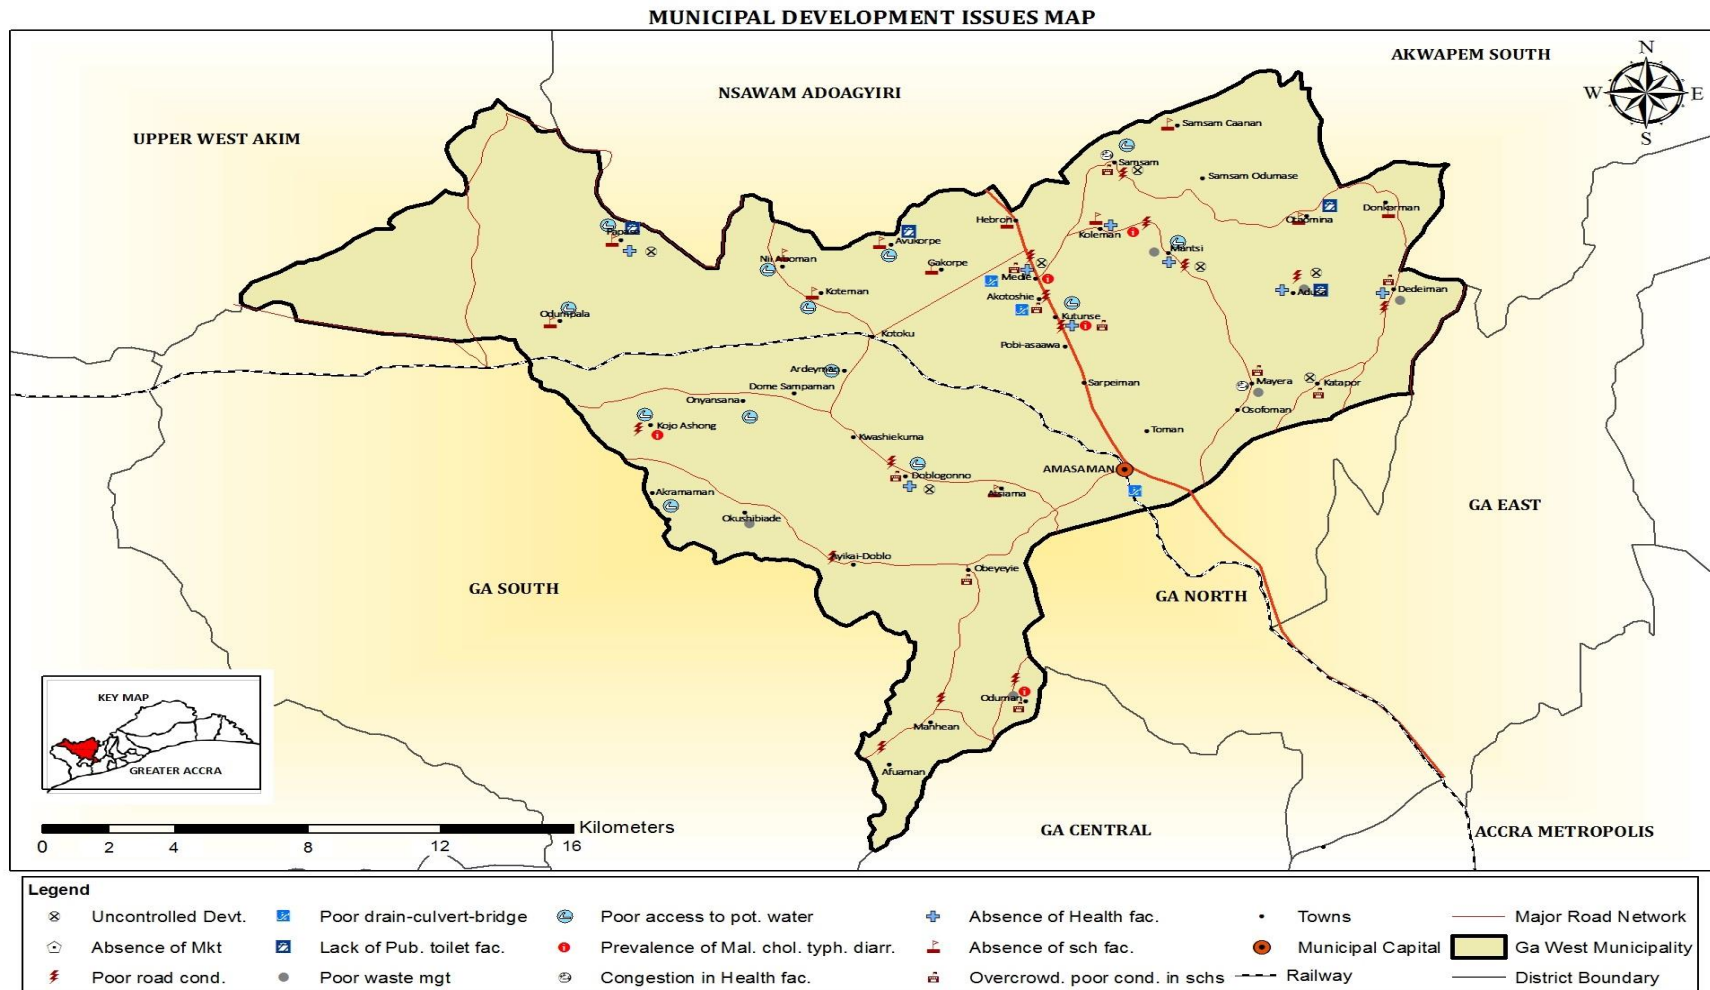 MUNICIPAL DEVELOPMENT ISSUES MAP
AKWAPEM SOUTH
N
W E
S
NSAWAM ADOAGYIRI
UPPER WEST AKIM
Samsam Caanan
Samsam
Samsam Odumase
Donkorman
Hebron
Koleman
Papase
Avukorpe
Mantsi
Gakorpe
Medie
Koteman
Akotoshie
Adusa
Dedeiman
Odumpala
Kutunse
Kotoku
Pobi-asaawa
Ardeyman
Sarpeiman
Mayera
Katapor
Dome Sampaman
Onyansana
Osofoman
Kojo Ashong
Toman
Kwashiekuma
AMASAMAN
Doblogonno
Akramaman
GA EAST
Okushibiade
Ayikai-Doblo
Obeyeyie
GA SOUTH
GA NORTH
Oduman
KEY MAP
Manhean
GREATER ACCRA
Afuaman
Kilometers
0 2 4 8 12 16
GA CENTRAL
ACCRA METROPOLIS
Legend
Uncontrolled Devt.
Poor drain-culvert-bridge
Poor access to pot. water
Absence of Health fac.
Towns
Major Road Network
Absence of Mkt
Lack of Pub. toilet fac.
Prevalence of Mal. chol. typh. diarr.
Absence of sch fac.
Municipal Capital
Ga West Municipality
Poor road cond.
Poor waste mgt
Congestion in Health fac.
Overcrowd. poor cond. in schs
Railway
District Boundary